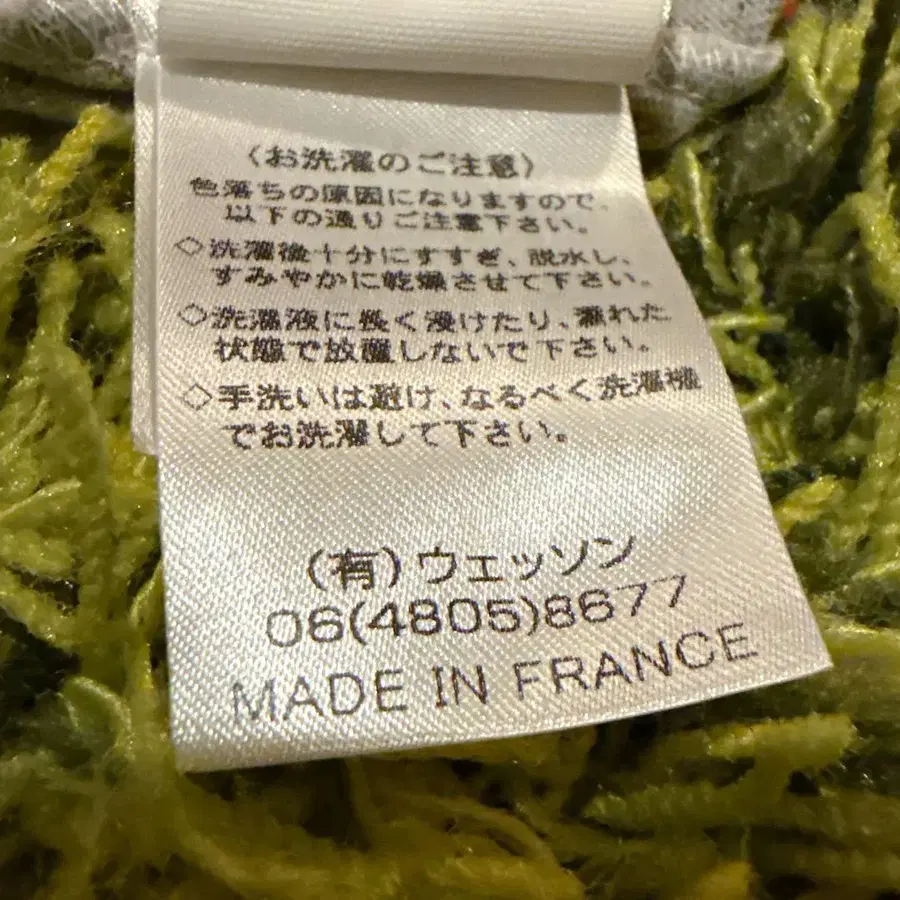 〈お洗濯のご注意〉
色落ちの原因になりますので、
以下の通りご注意下さい。
◇洗濯後十分にすすぎ、脱水し、
すみやかに乾燥させて下さい。
◇洗濯液に長く浸けたり、濡れた
状態で放置しないで下さい。
◇手洗いは避け、なるべく洗濯機
でお洗濯して下さい。
(有)ウェッソン
06(4805)8677
MADE IN FRANCE